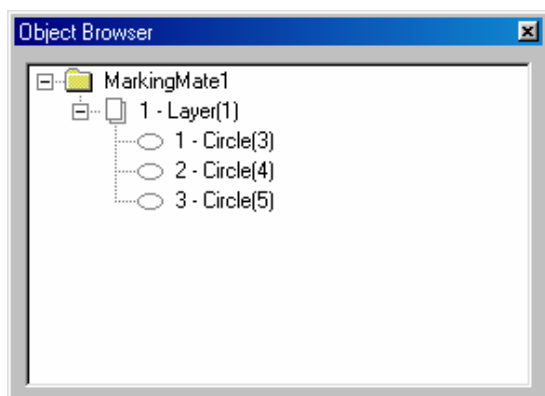 Object Browser
MarkingMate1
1 - Layer(1)
1 - Circle(3)
2 - Circle(4)
3 - Circle(5)